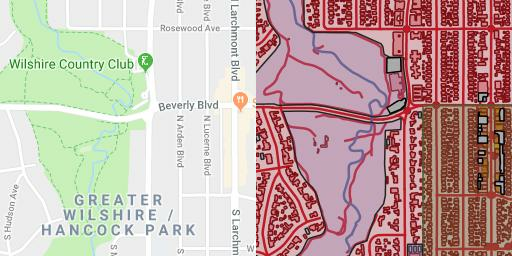 Rosewood Ave
Wilshire Country Club
N Larchmont Blvd
Beverly Blvd
N Arden Blvd
N Lucerne Blvd
S Hudson Ave
GREATER
WILSHIRE /
HANCOCK PARK
S Larchm